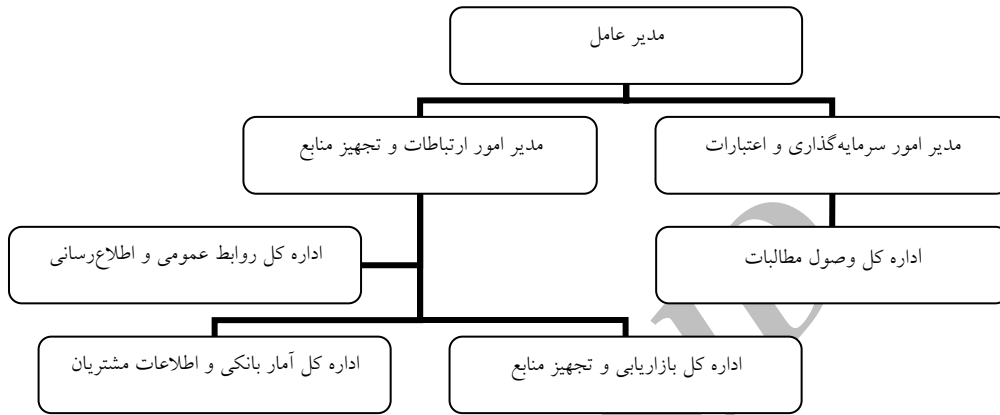 مدیر عامل
مدیر امور سرمایه‌گذاری و اعتبارات
مدیر امور ارتباطات و تجهیز منابع
اداره کل وصول مطالبات
اداره کل روابط عمومی و اطلاع‌رسانی
اداره کل بازاریابی و تجهیز منابع
اداره کل آمار بانکی و اطلاعات مشتریان